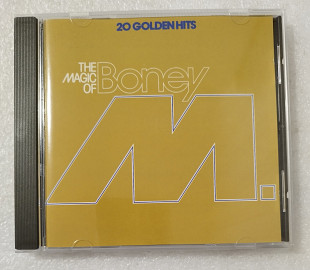 20 GOLDEN HITS
THE
MAGIC
OF
Boney
M.